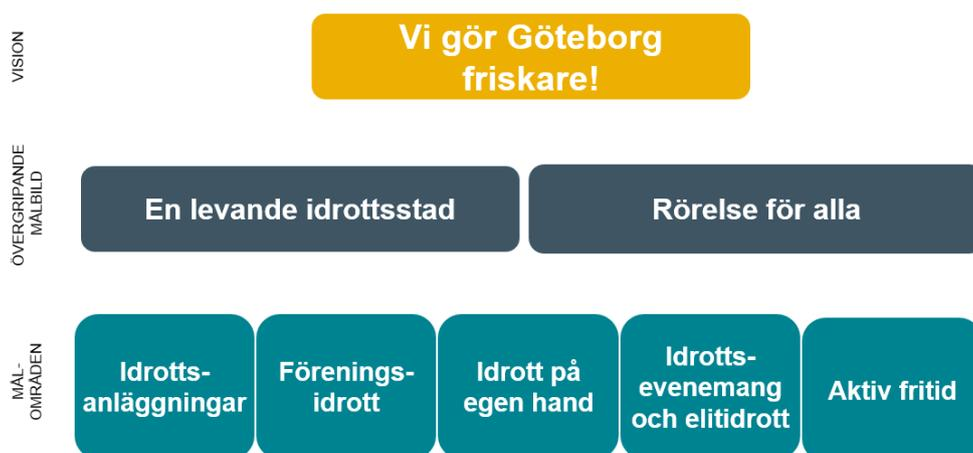 VISION
Vi gör Göteborg
friskare!
ÖVERGRIPANDE
MÅLBILD
En levande idrottsstad
Rörelse för alla
MÅL-
OMRÅDEN
Idrotts-
anläggningar
Förenings-
idrott
Idrott på
egen hand
Idrotts-
evenemang
och elitidrott
Aktiv fritid